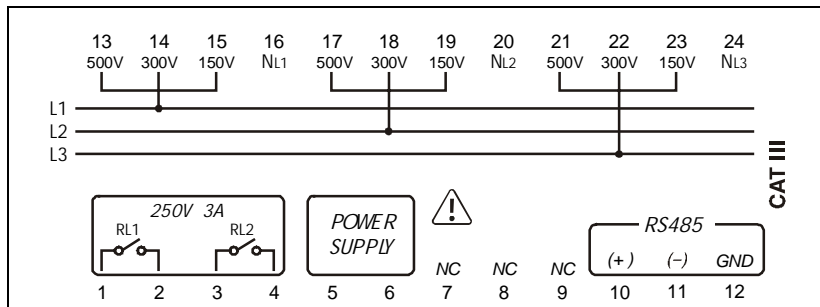 13 14 15 16 17 18 19 20 21 22 23 24
500V 300V 150V NL1 500V 300V 150V NL2 500V 300V 150V NL3
L1
L2
L3
CAT III
250V 3A
RL1 RL2
POWER
SUPPLY
RS485
(+) (-) GND
NC NC NC
1 2 3 4 5 6 7 8 9 10 11 12